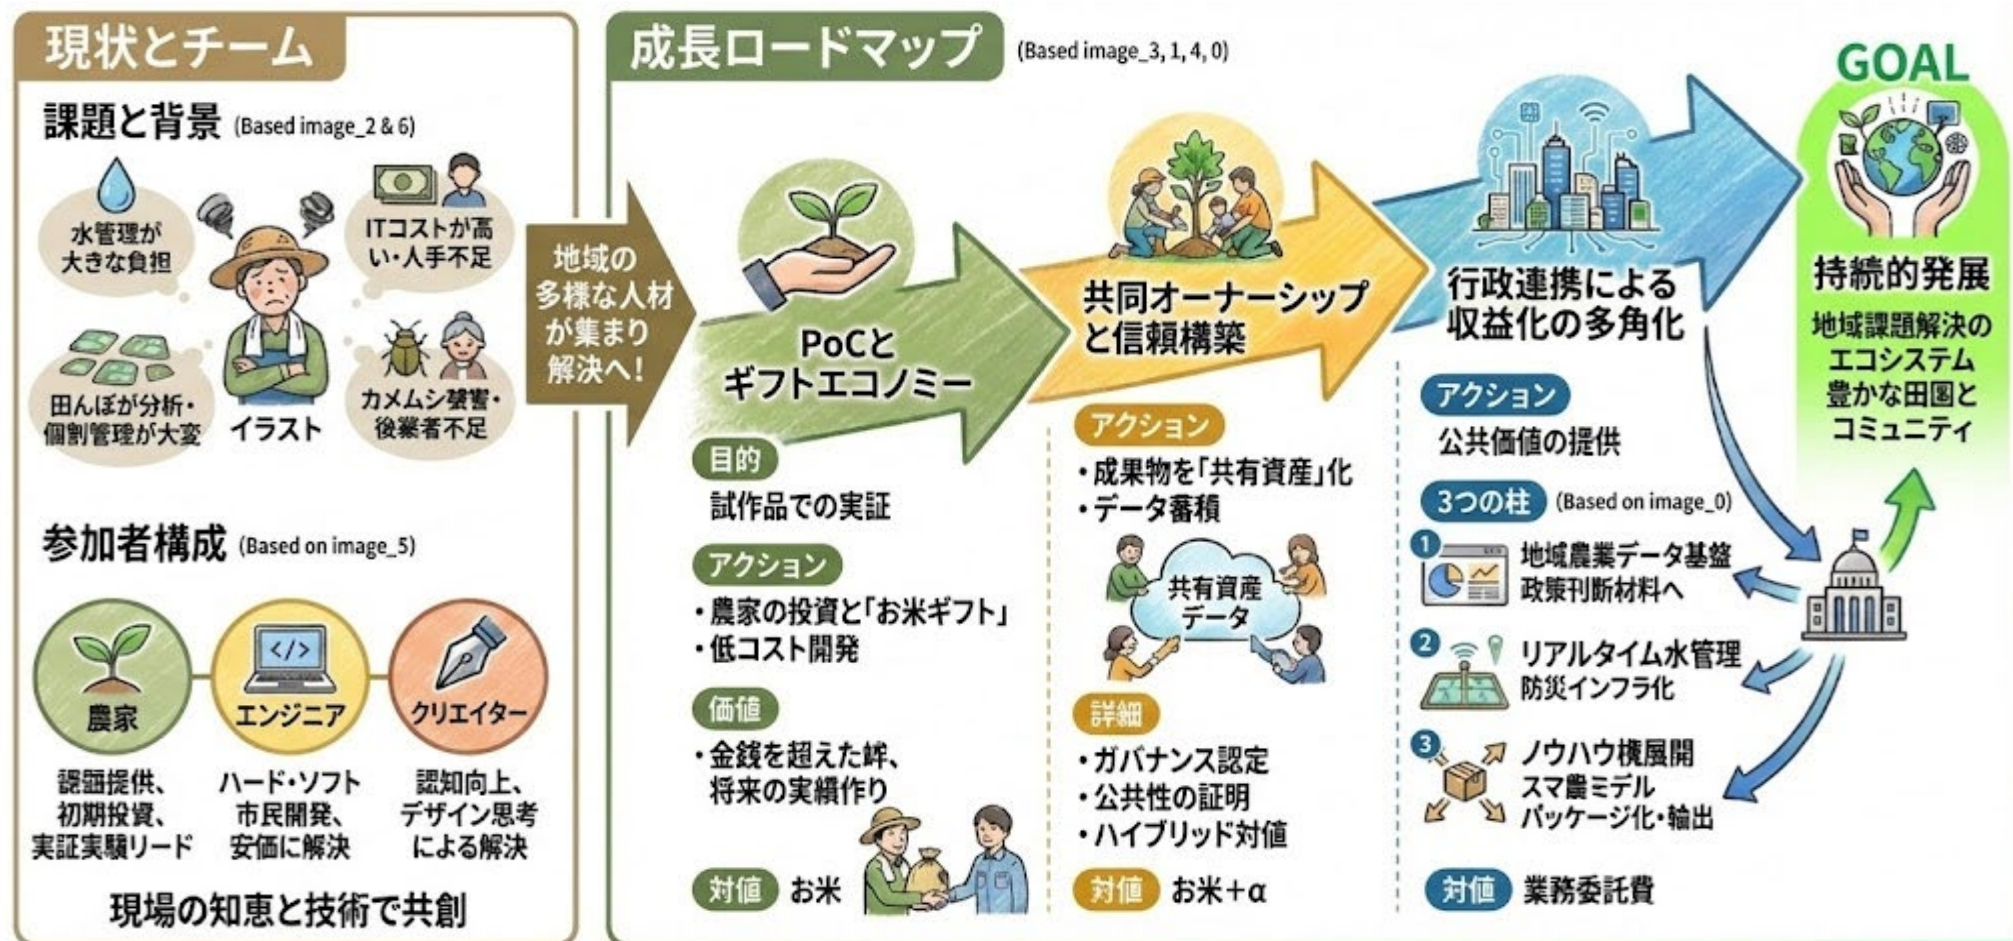 現状とチーム
課題と背景 (Based image_2 & 6)
水管理が
大きな負担
ITコストが高
い・人手不足
田んぼが分析・
個割管理が大変
イラスト
カメムシ被害・
後業者不足
参加者構成 (Based on image_5)
農家
エンジニア
クリエイター
課題提供、
初期投資、
実証実験リード
ハード・ソフト
市民開発、
安価に解決
認知向上、
デザイン思考
による解決
現場の知恵と技術で共創
地域の
多様な人材
が集まり
解決へ!
成長ロードマップ (Based image_3, 1, 4, 0)
PoCと
ギフトエコノミー
目的
試作品での実証
アクション
・農家の投資と「お米ギフト」
・低コスト開発
価値
・金銭を超えた絆、
将来の実績作り
対値 お米
共同オーナーシップ
と信頼構築
アクション
・成果物を「共有資産」化
・データ蓄積
共有資産
データ
詳細
・ガバナンス認定
・公共性の証明
・ハイブリッド対値
対値 お米+α
行政連携による
収益化の多角化
アクション
公共価値の提供
3つの柱 (Based on image_0)
1
地域農業データ基盤
政策刊断材料へ
2
リアルタイム水管理
防災インフラ化
3
ノウハウ横展開
スマ農ミデル
パッケージ化・輸出
対値 業務委託費
GOAL
持続的発展
地域課題解決の
エコシステム
豊かな田園と
コミュニティ